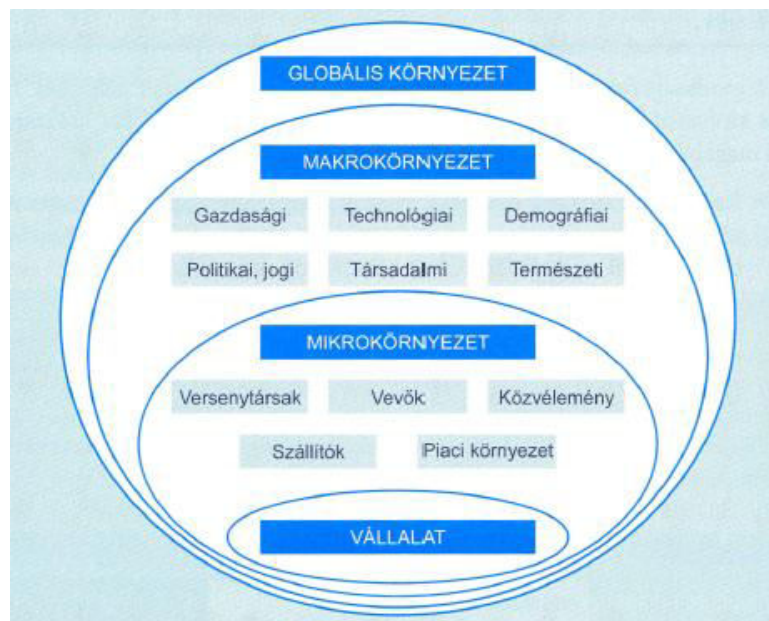 GLOBÁLIS KÖRNYEZET
MAKROKÖRNYEZET
Gazdasági Technológiai Demográfiai
Politikai, jogi Társadalmi Természeti
MIKROKÖRNYEZET
Versenytársak Vevők Közvélemény
Szállítók Piaci környezet
VÁLLALAT